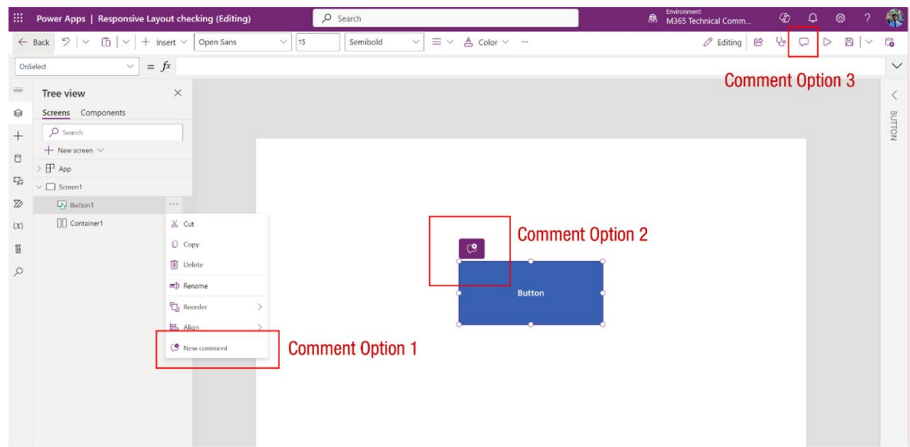 Power Apps | Responsive Layout checking (Editing)
Search
Environment
M365 Technical Comm...
?
Back
Insert
Open Sans
15
Semibold
Color
...
Editing
OnSelect
= fx
Comment Option 3
Tree view
Screens Components
Search
New screen
App
Screen1
Button1
...
Container1
Cut
Copy
Delete
Rename
Reorder
Align
New comment
Comment Option 1
Comment Option 2
Button
BUTTON